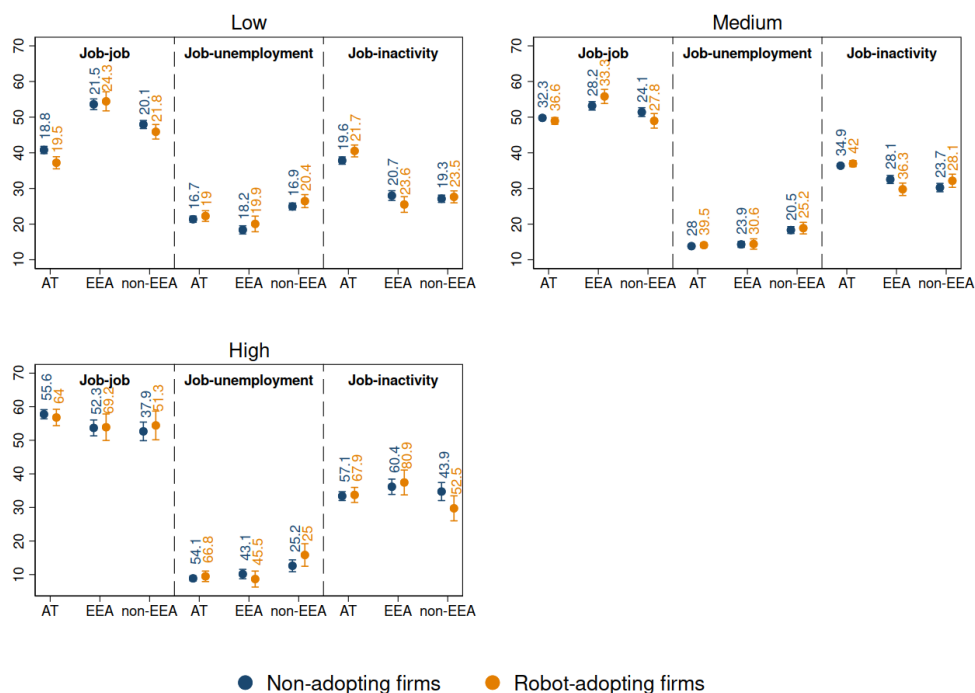 Low
Job-job Job-unemployment Job-inactivity
70
60
50
40
30
20
10
18.8 19.5 21.5 24.3 20.1 21.8 16.7 19 18.2 19.9 16.9 20.4 19.6 21.7 20.7 23.6 19.3 23.5
AT EEA non-EEA AT EEA non-EEA AT EEA non-EEA
Medium
Job-job Job-unemployment Job-inactivity
70
60
50
40
30
20
10
32.3 36.6 28.2 33.3 24.1 27.8 28 39.5 23.9 30.6 20.5 25.2 34.9 42 28.1 36.3 23.7 28.1
AT EEA non-EEA AT EEA non-EEA AT EEA non-EEA
High
Job-job Job-unemployment Job-inactivity
70
60
50
40
30
20
10
55.6 64 52.3 69.2 37.9 51.3 54.1 66.8 43.1 45.5 25.2 25 57.1 67.9 60.4 80.9 43.9 52.5
AT EEA non-EEA AT EEA non-EEA AT EEA non-EEA
Non-adopting firms Robot-adopting firms